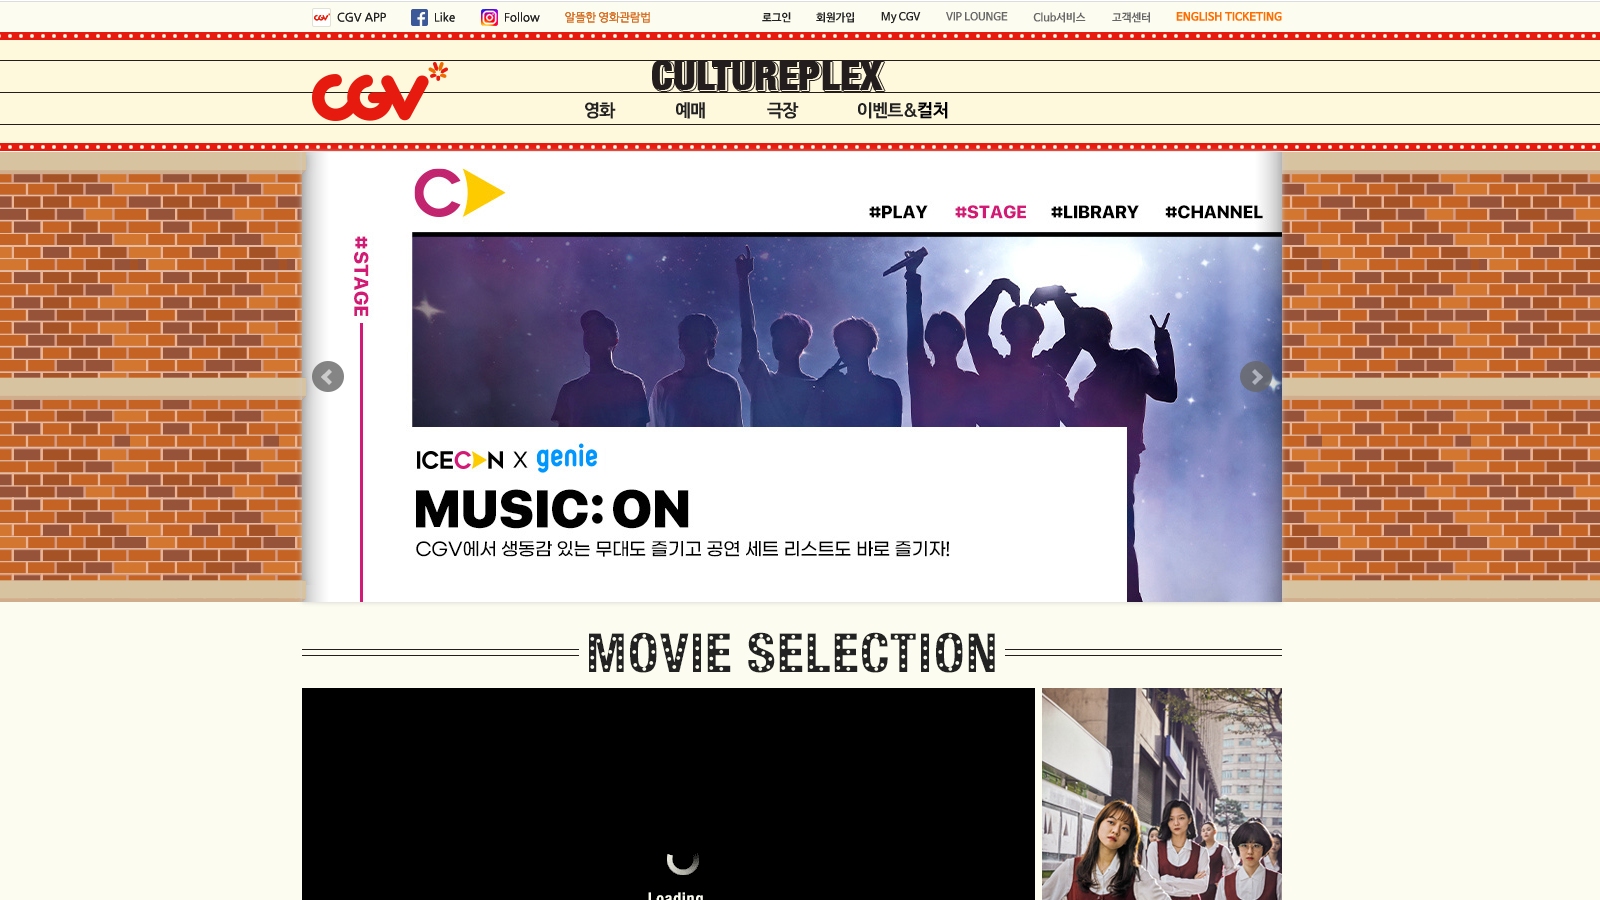 CGV CGV APP Like Follow 알뜰한 영화관람법 로그인 회원가입 My CGV VIP LOUNGE Club서비스 고객센터 ENGLISH TICKETING
CGV CULTUREPLEX
영화 예매 극장 이벤트&컬처
#PLAY #STAGE #LIBRARY #CHANNEL
#STAGE
ICECON X genie
MUSIC: ON
CGV에서 생동감 있는 무대도 즐기고 공연 세트 리스트도 바로 즐기자!
MOVIE SELECTION
Loading